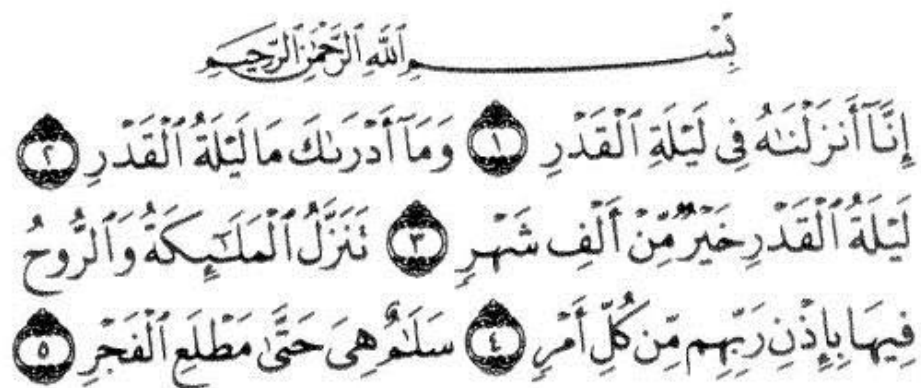 بِسْمِ ٱللَّهِ ٱلرَّحْمَٰنِ ٱلرَّحِيمِ
إِنَّآ أَنزَلْنَٰهُ فِى لَيْلَةِ ٱلْقَدْرِ ١ وَمَآ أَدْرَىٰكَ مَا لَيْلَةُ ٱلْقَدْرِ ٢
لَيْلَةُ ٱلْقَدْرِ خَيْرٌ مِّنْ أَلْفِ شَهْرٍ ٣ تَنَزَّلُ ٱلْمَلَٰٓئِكَةُ وَٱلرُّوحُ
فِيهَا بِإِذْنِ رَبِّهِم مِّن كُلِّ أَمْرٍ ٤ سَلَٰمٌ هِىَ حَتَّىٰ مَطْلَعِ ٱلْفَجْرِ ٥